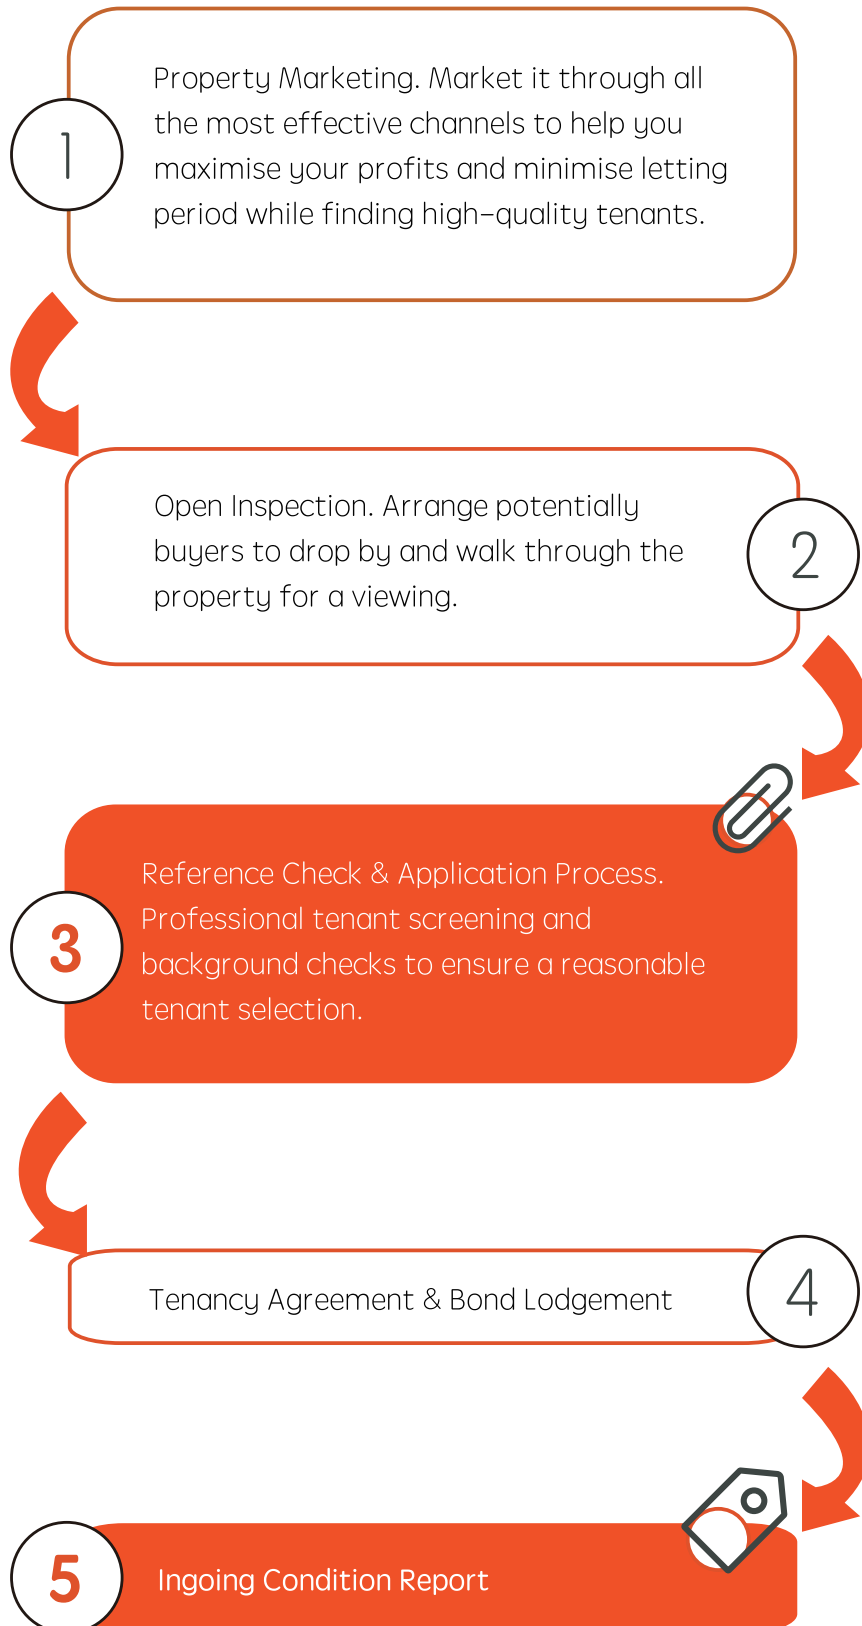 Property Marketing. Market it through all
the most effective channels to help you
1
maximise your profits and minimise letting
period while finding high-quality tenants.
Open Inspection. Arrange potentially
buyers to drop by and walk through the
2
property for a viewing.
Reference Check & Application Process.
Professional tenant screening and
3
background checks to ensure a reasonable
tenant selection.
Tenancy Agreement & Bond Lodgement
4
5
Ingoing Condition Report